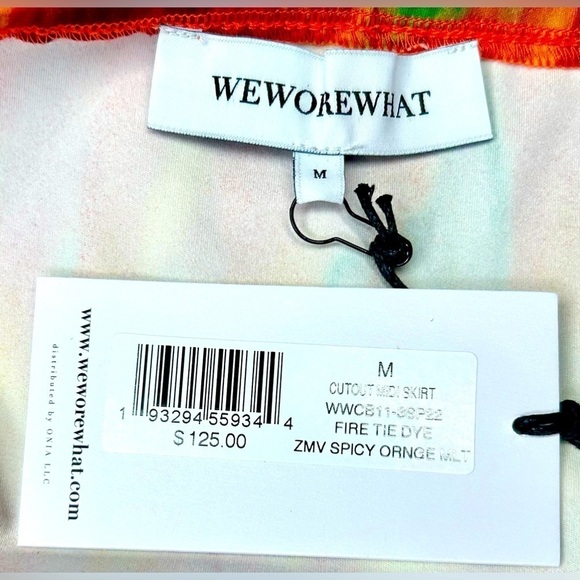 WEWOREWHAT
M
www.weworewhat.com
distributed by ONIA LLC
1 93294 55934 4
$125.00
M
CUTOUT MIDI SKIRT
FIRE TIE DYE
ZMV SPICY ORNGE MLT